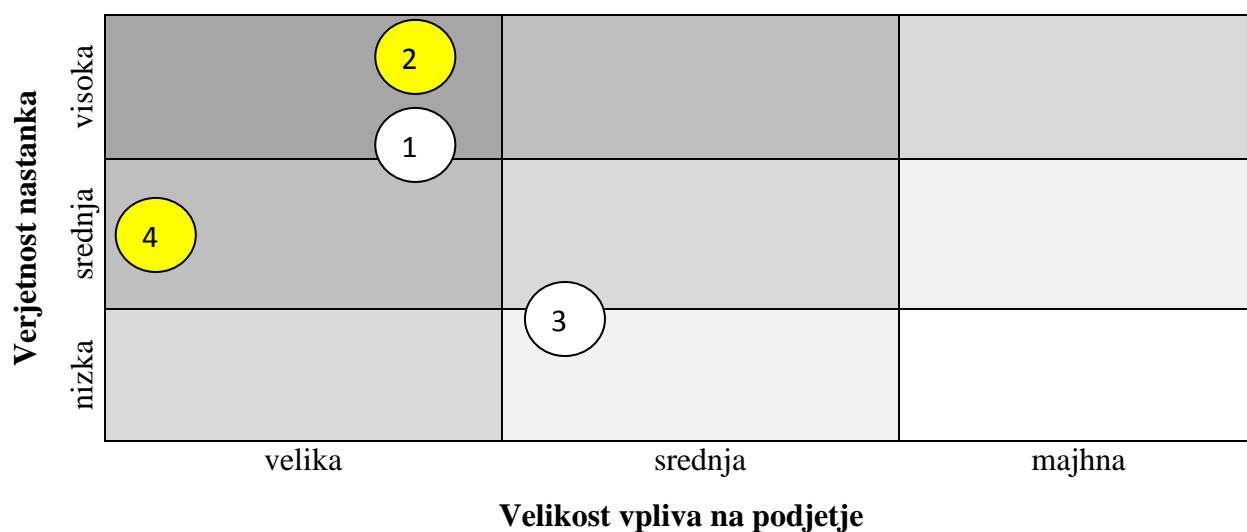 Verjetnost nastanka
visoka
srednja
nizka
2
1
4
3
velika
srednja
majhna
Velikost vpliva na podjetje